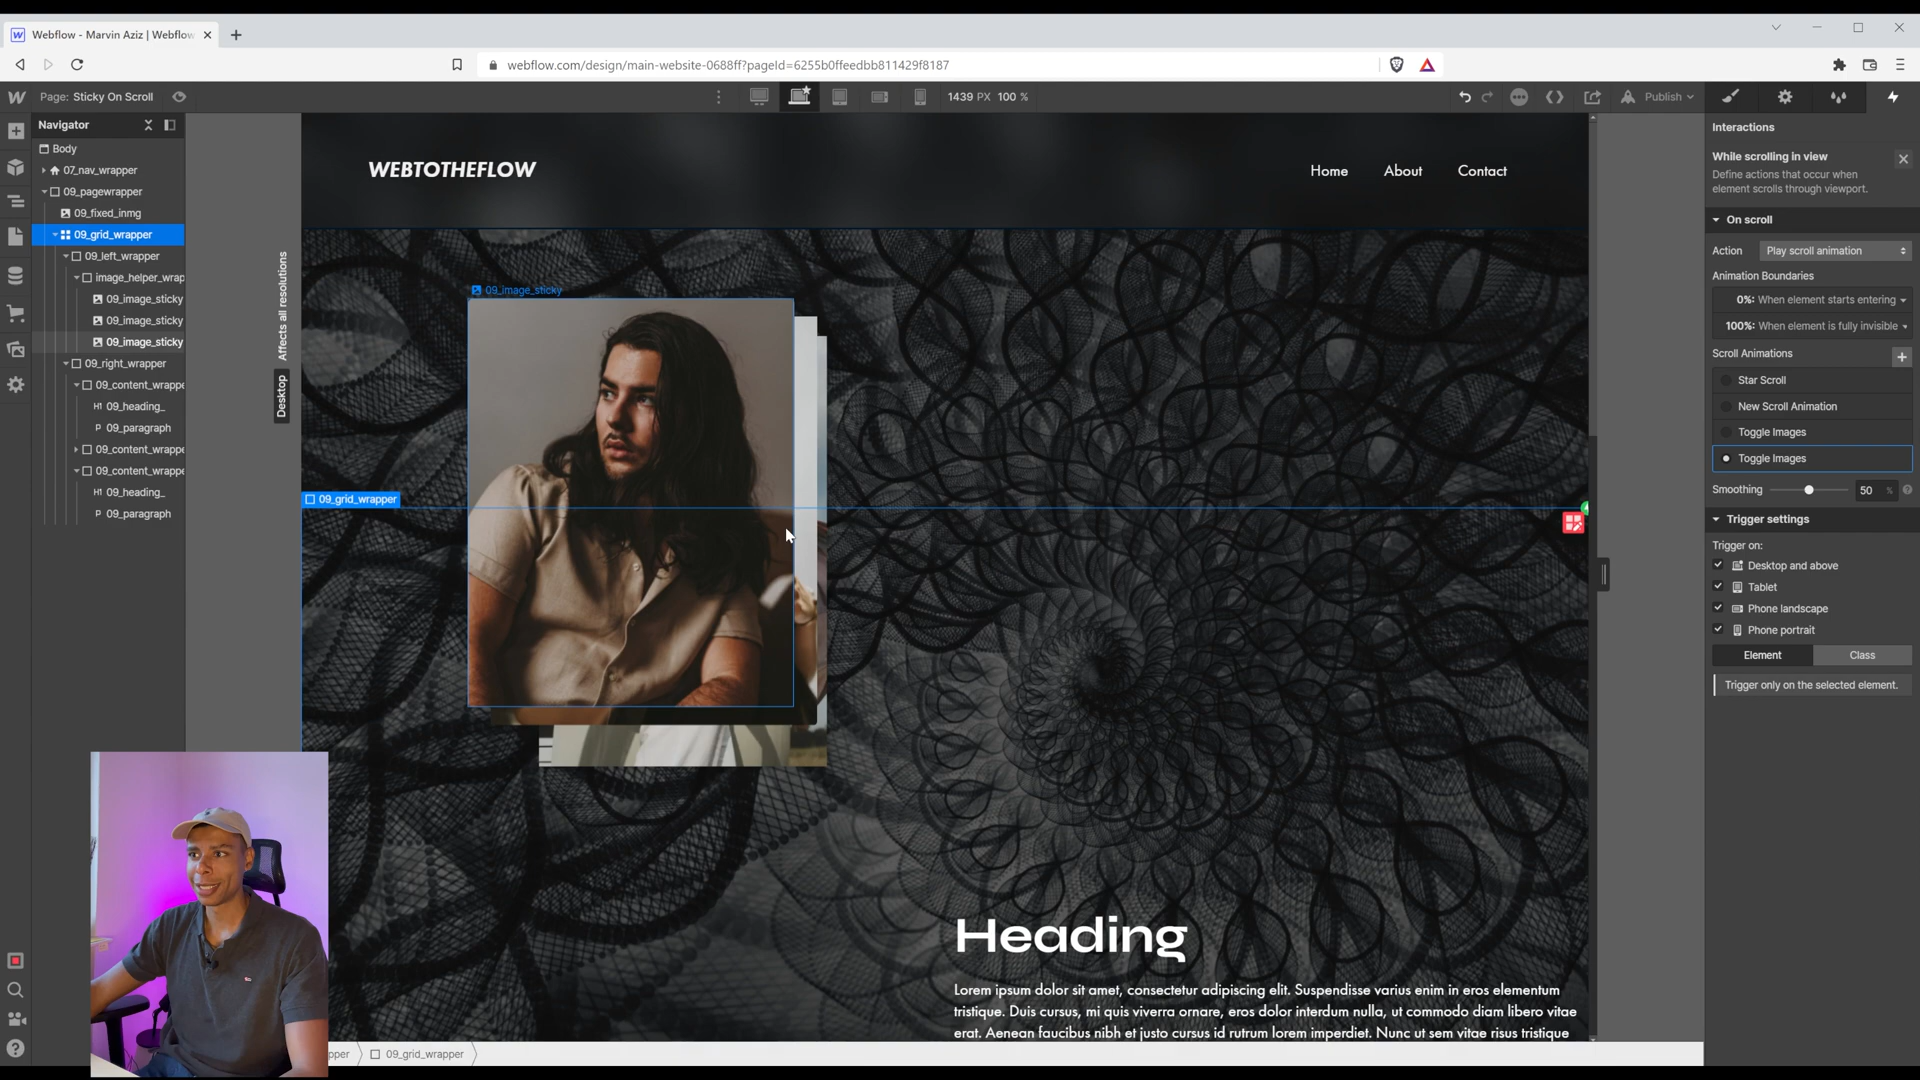 Webflow - Marvin Aziz | Webflow
webflow.com/design/main-website-0688ff?pageId=6255b0ffeedbb811429f8187
Page: Sticky On Scroll
1439 PX 100 %
Publish
Navigator
Body
07_nav_wrapper
09_pagewrapper
09_fixed_inmg
09_grid_wrapper
09_left_wrapper
image_helper_wrap
09_image_sticky
09_image_sticky
09_image_sticky
09_right_wrapper
09_content_wrappe
H1 09_heading_
P 09_paragraph
09_content_wrappe
09_content_wrappe
H1 09_heading_
P 09_paragraph
Affects all resolutions
Desktop
WEBTOTHEFLOW
Home
About
Contact
09_image_sticky
09_grid_wrapper
Heading
Lorem ipsum dolor sit amet, consectetur adipiscing elit. Suspendisse varius enim in eros elementum
tristique. Duis cursus, mi quis viverra ornare, eros dolor interdum nulla, ut commodo diam libero vitae
erat. Aenean faucibus nibh et justo cursus id rutrum lorem imperdiet. Nunc ut sem vitae risus tristique
pper
09_grid_wrapper
Interactions
While scrolling in view
Define actions that occur when
element scrolls through viewport.
On scroll
Action
Play scroll animation
Animation Boundaries
0%: When element starts entering
100%: When element is fully invisible
Scroll Animations
Star Scroll
New Scroll Animation
Toggle Images
Toggle Images
Smoothing
50 %
Trigger settings
Trigger on:
Desktop and above
Tablet
Phone landscape
Phone portrait
Element
Class
Trigger only on the selected element.